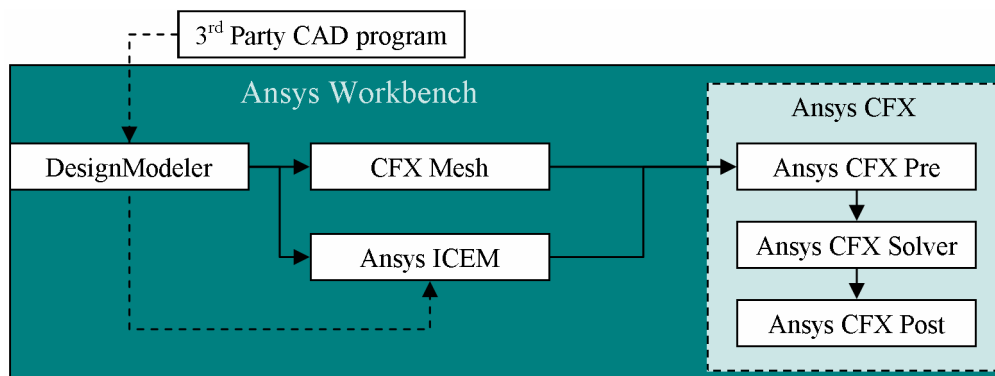 3rd Party CAD program
Ansys Workbench
Ansys CFX
DesignModeler
CFX Mesh
Ansys CFX Pre
Ansys ICEM
Ansys CFX Solver
Ansys CFX Post